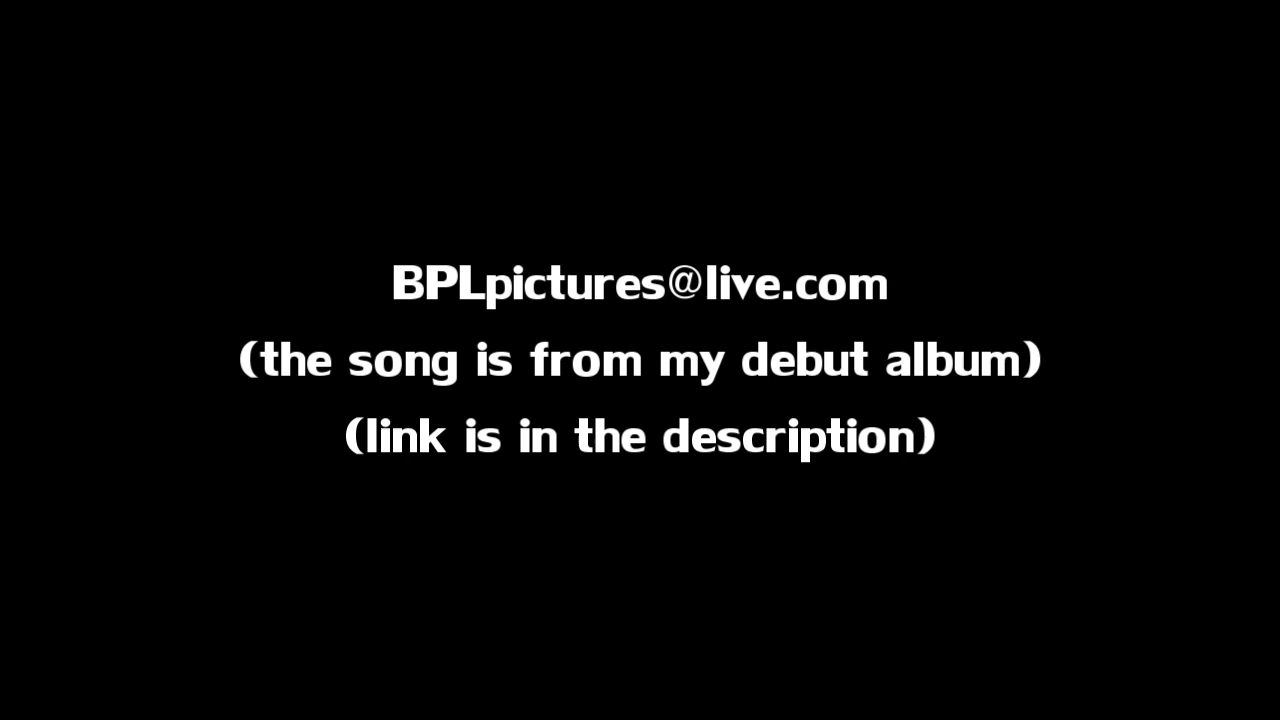 BPLpictures@live.com
(the song is from my debut album)
(link is in the description)